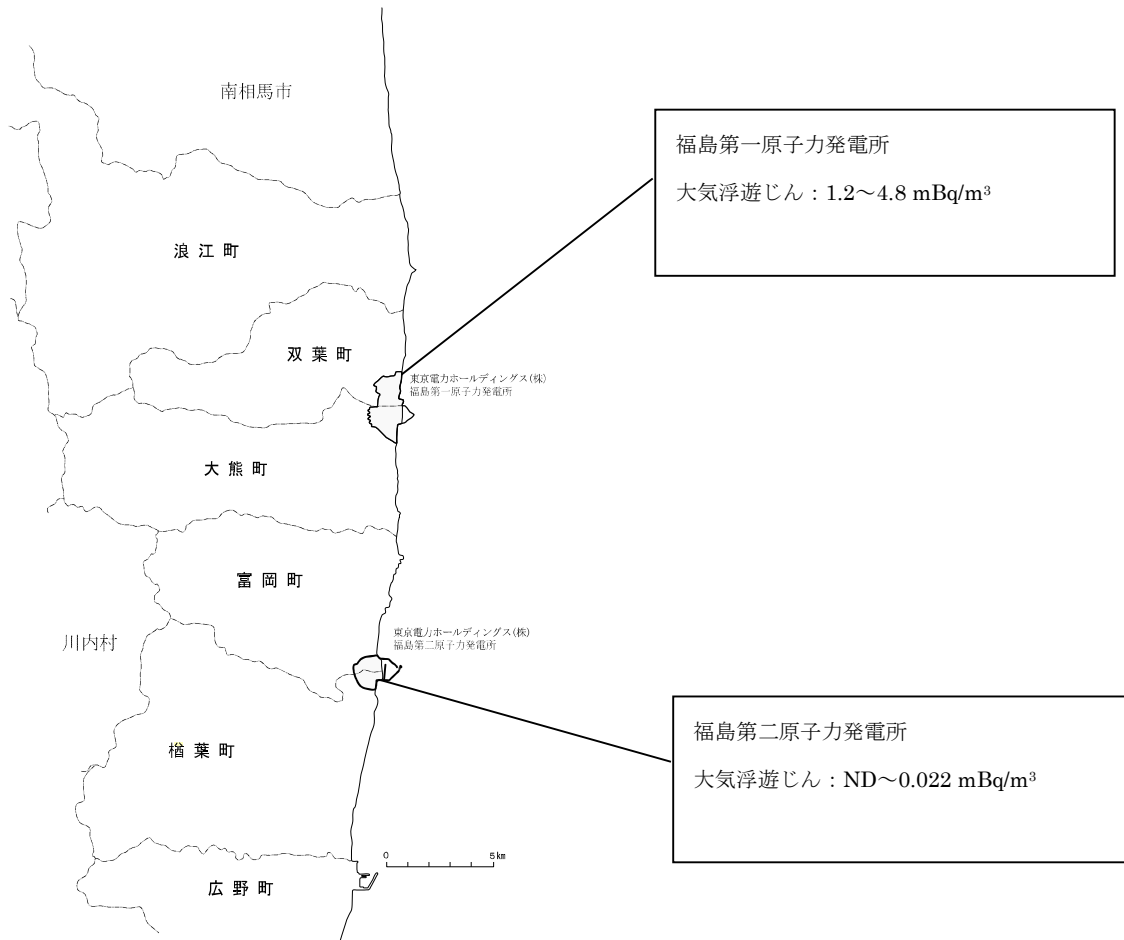 南相馬市
福島第一原子力発電所
大気浮遊じん：1.2～4.8 mBq/m³
浪江町
双葉町
東京電力ホールディングス(株)
福島第一原子力発電所
大熊町
富岡町
東京電力ホールディングス(株)
福島第二原子力発電所
川内村
福島第二原子力発電所
大気浮遊じん：ND～0.022 mBq/m³
楢葉町
0 5km
広野町